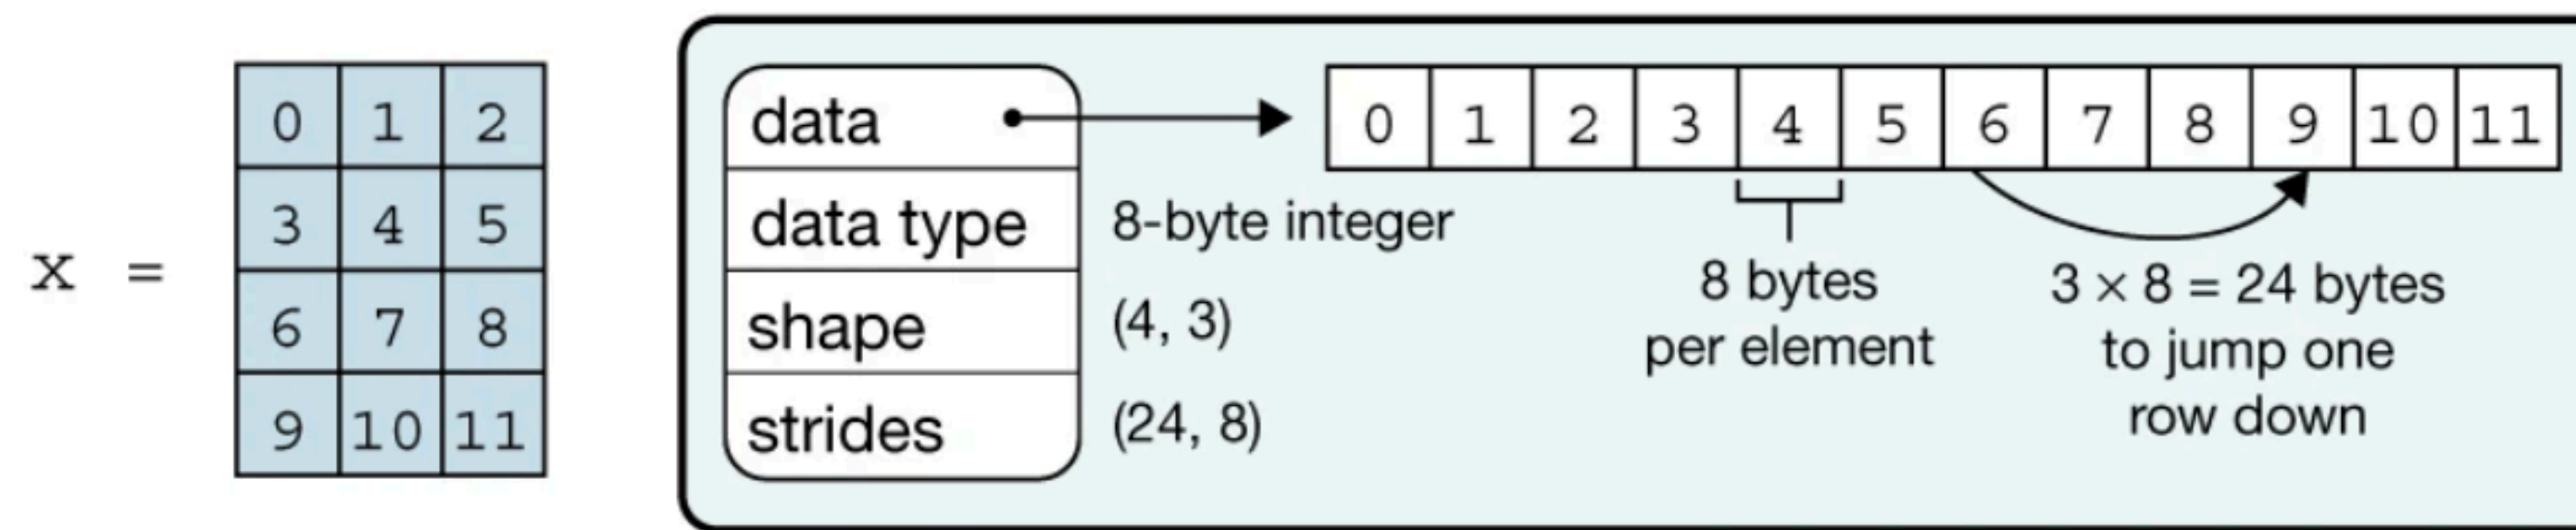 x =
0 1 2
3 4 5
6 7 8
9 10 11
data
data type
shape
strides
8-byte integer
(4, 3)
(24, 8)
0 1 2 3 4 5 6 7 8 9 10 11
8 bytes
per element
3 × 8 = 24 bytes
to jump one
row down